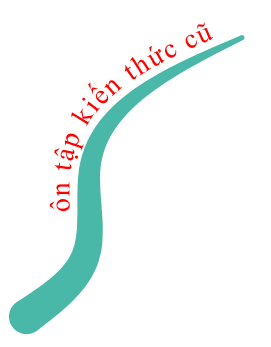 ôn tập kiến thức cũ